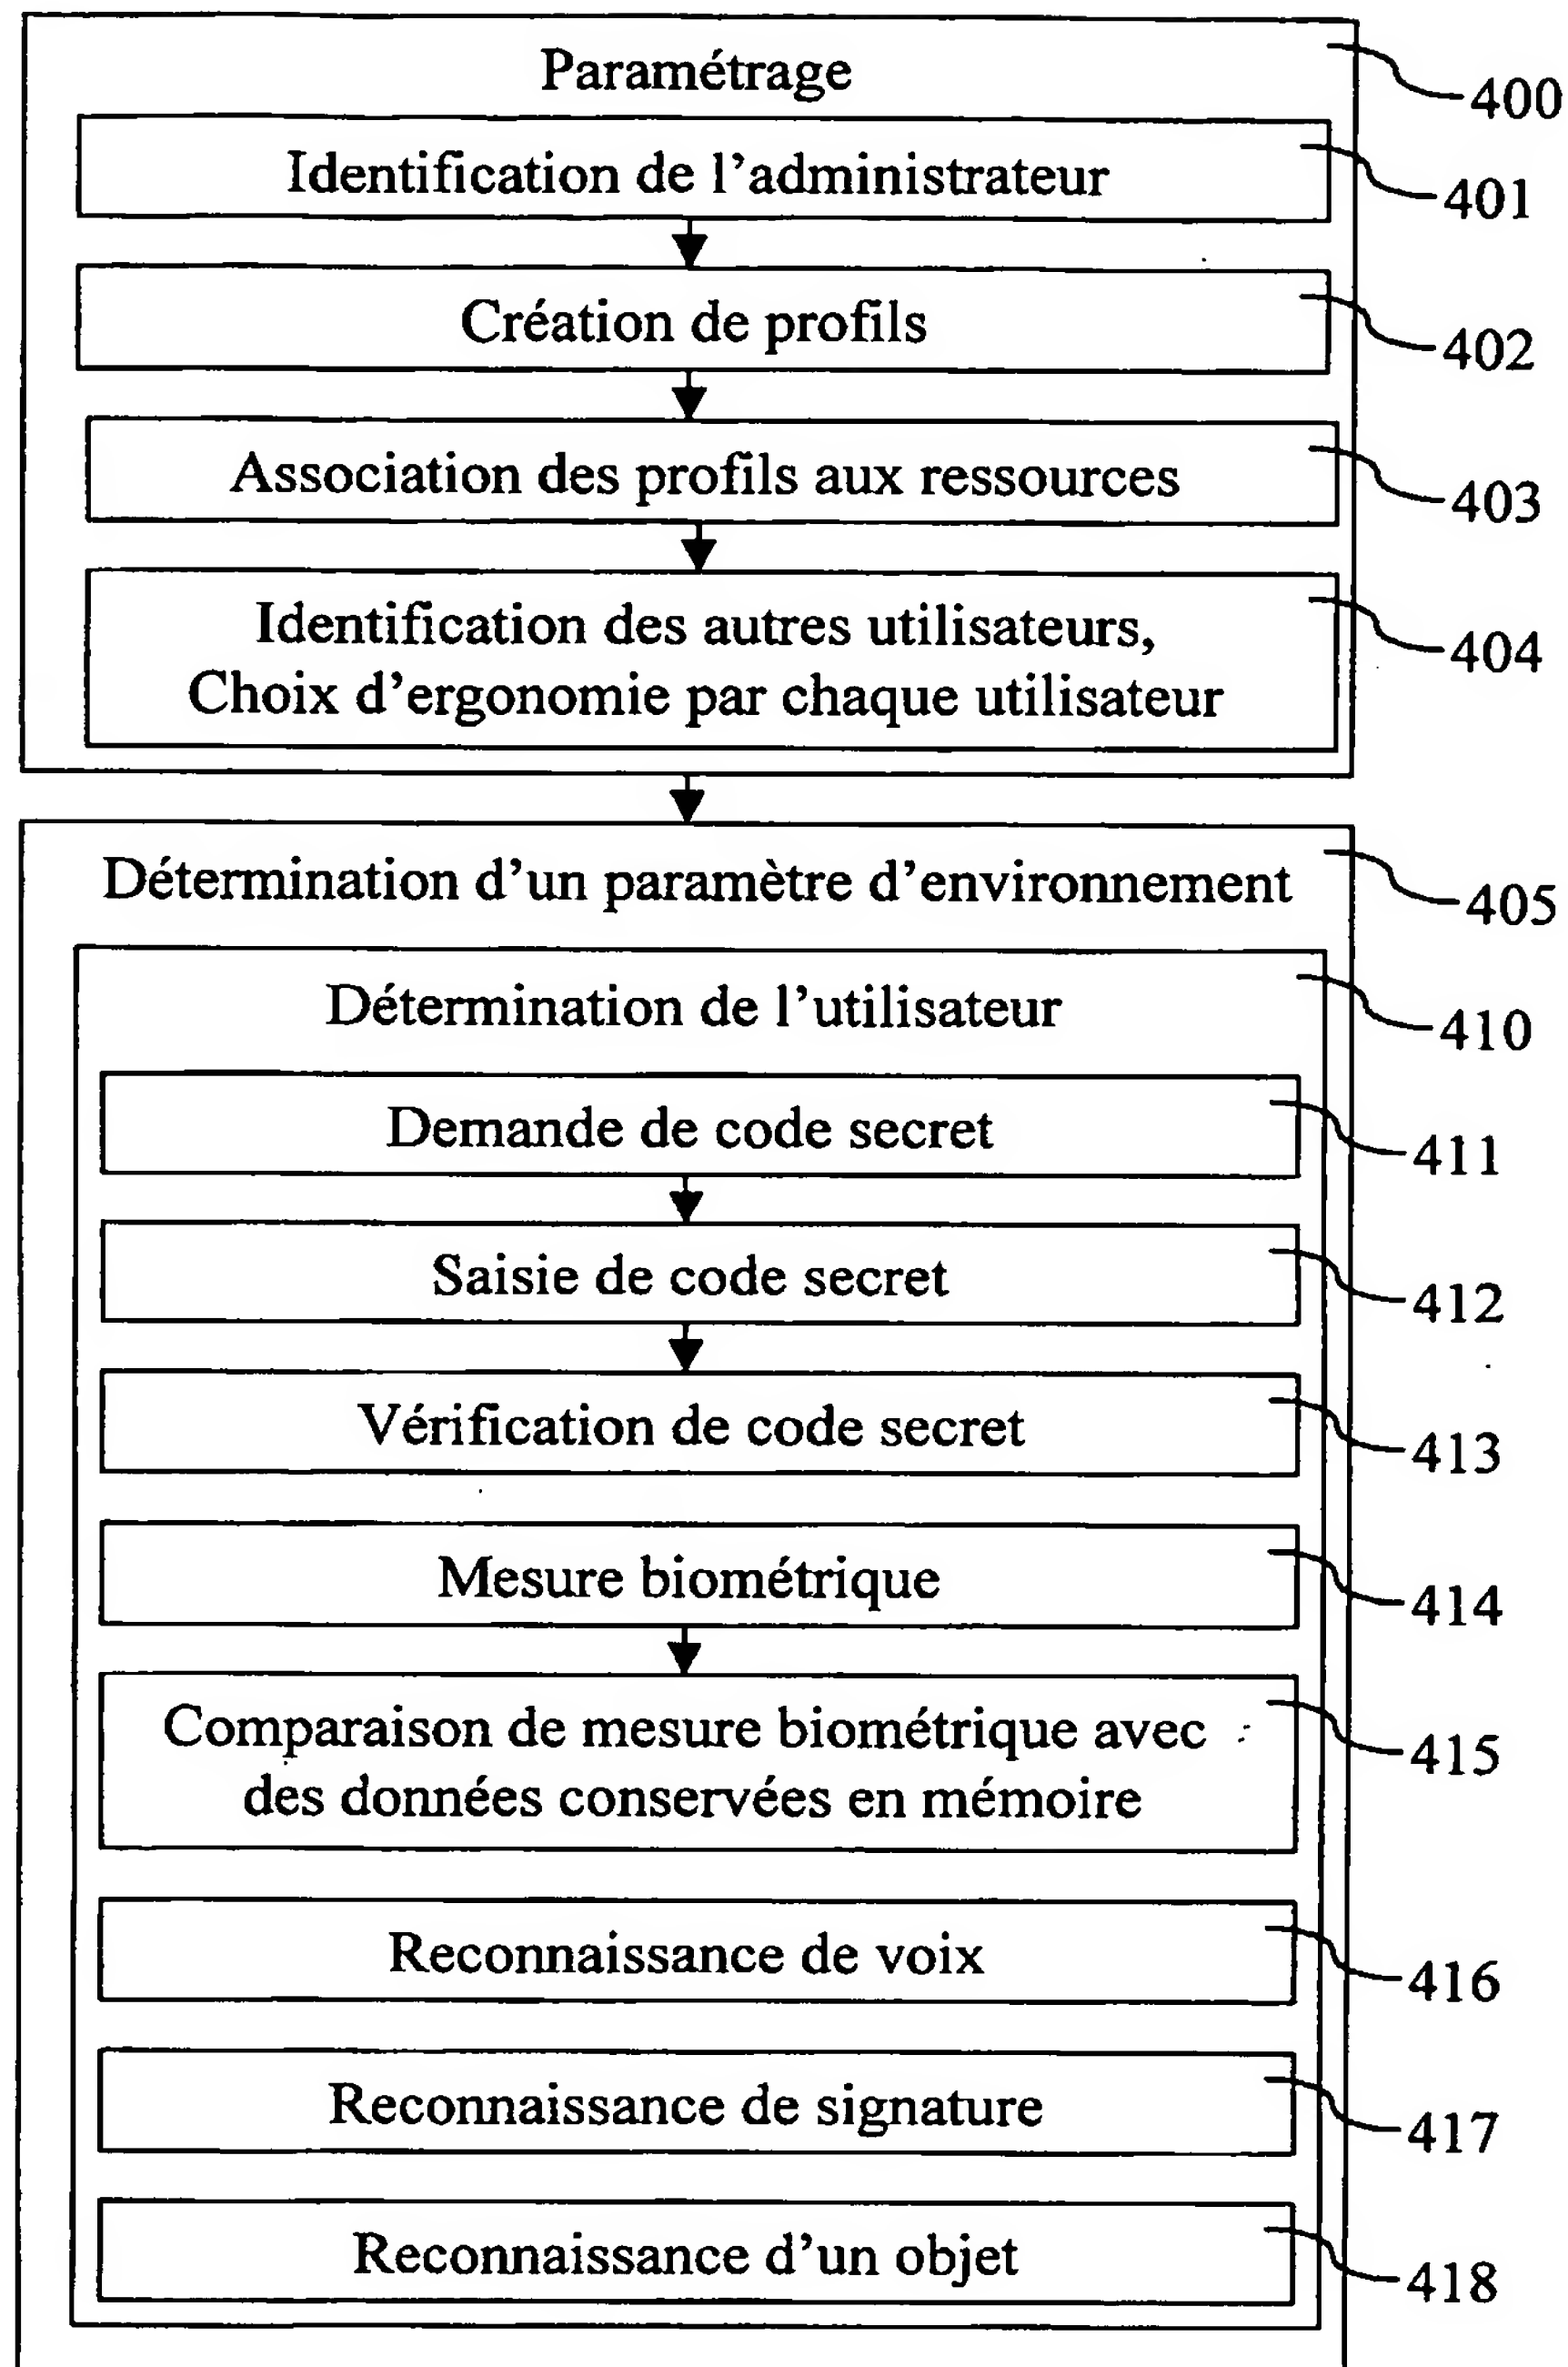 Paramétrage
400
Identification de l'administrateur
401
Création de profils
402
Association des profils aux ressources
403
Identification des autres utilisateurs,
Choix d'ergonomie par chaque utilisateur
404
Détermination d'un paramètre d'environnement
405
Détermination de l'utilisateur
410
Demande de code secret
411
Saisie de code secret
412
Vérification de code secret
413
Mesure biométrique
414
Comparaison de mesure biométrique avec
des données conservées en mémoire
415
Reconnaissance de voix
416
Reconnaissance de signature
417
Reconnaissance d'un objet
418